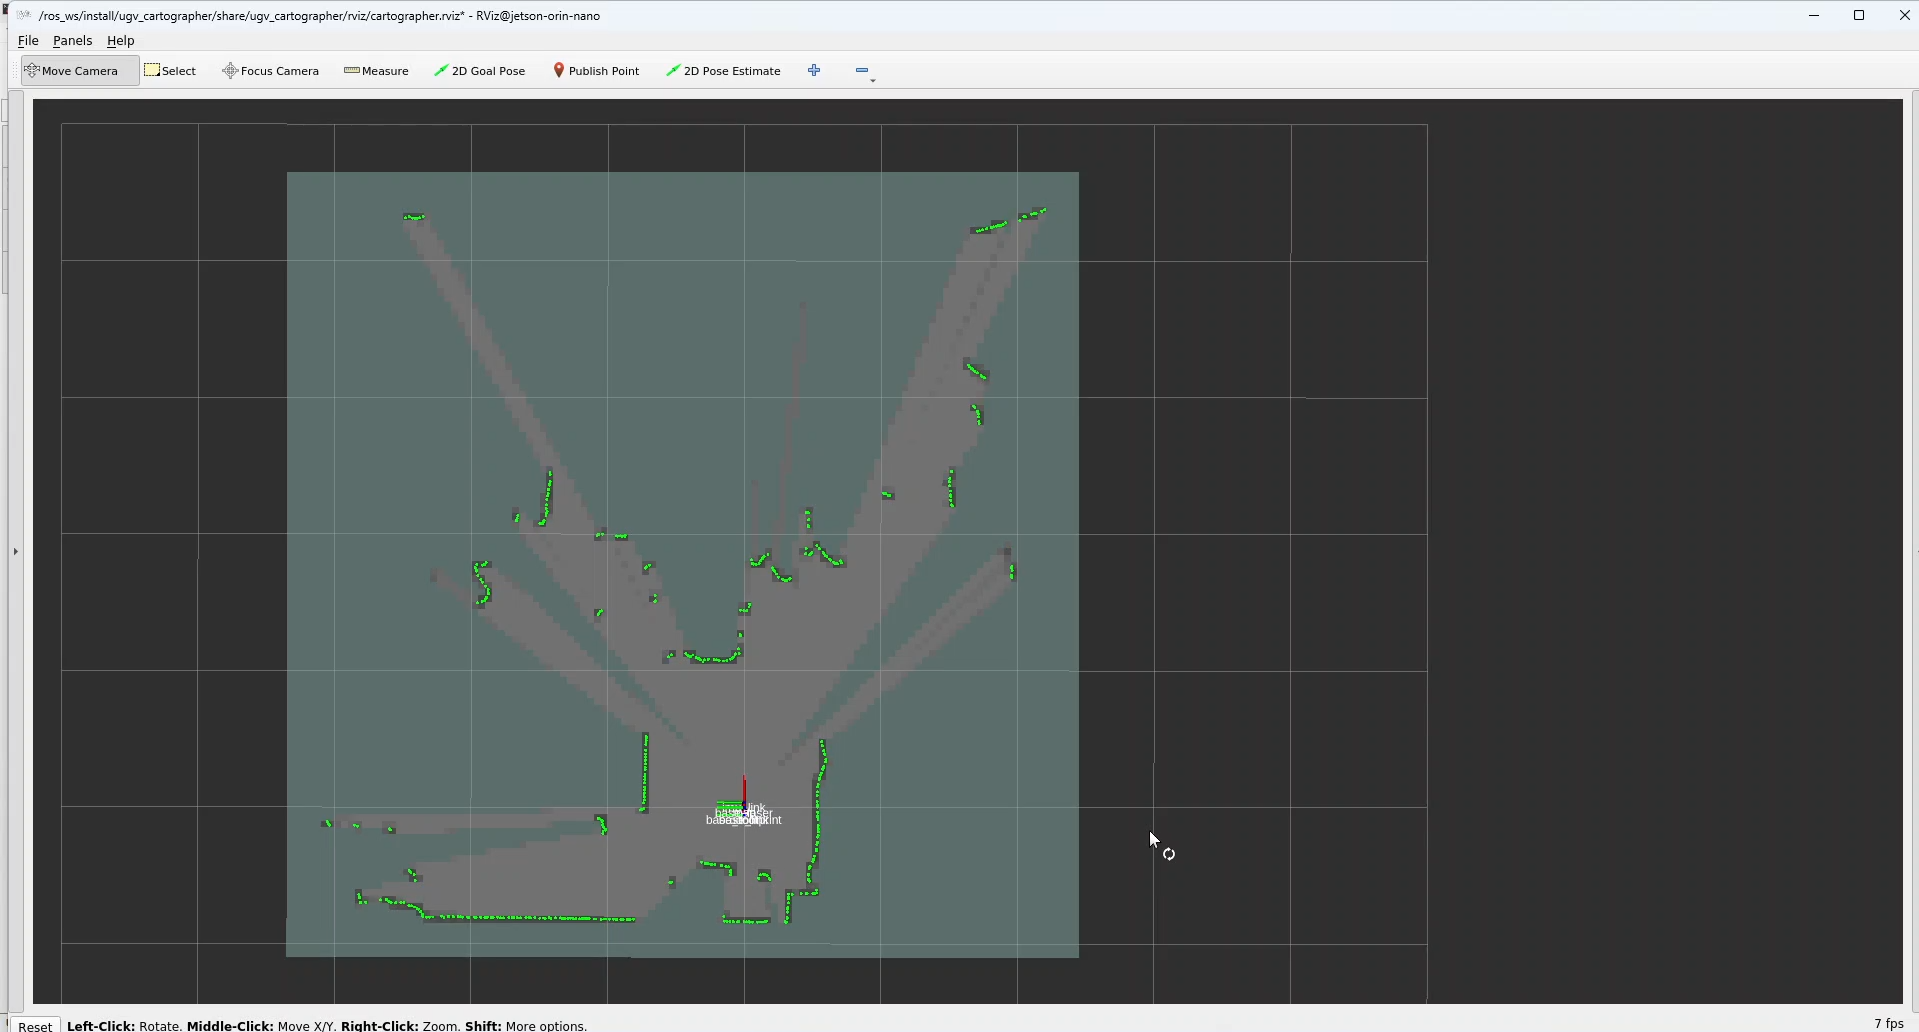 /ros_ws/install/ugv_cartographer/share/ugv_cartographer/rviz/cartographer.rviz* - RViz@jetson-orin-nano
File Panels Help
Move Camera Select Focus Camera Measure 2D Goal Pose Publish Point 2D Pose Estimate
Reset Left-Click: Rotate. Middle-Click: Move X/Y. Right-Click: Zoom. Shift: More options. 7 fps